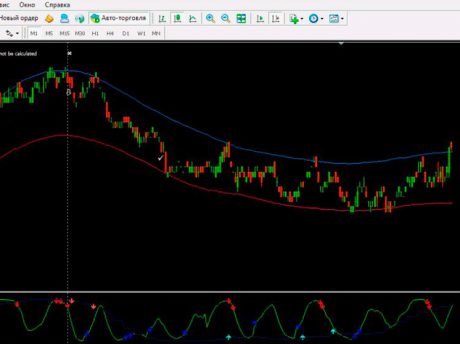 вис Окно Справка
Новый ордер Авто-торговля
M1 M5 M15 M30 H1 H4 D1 W1 MN
not be calculated